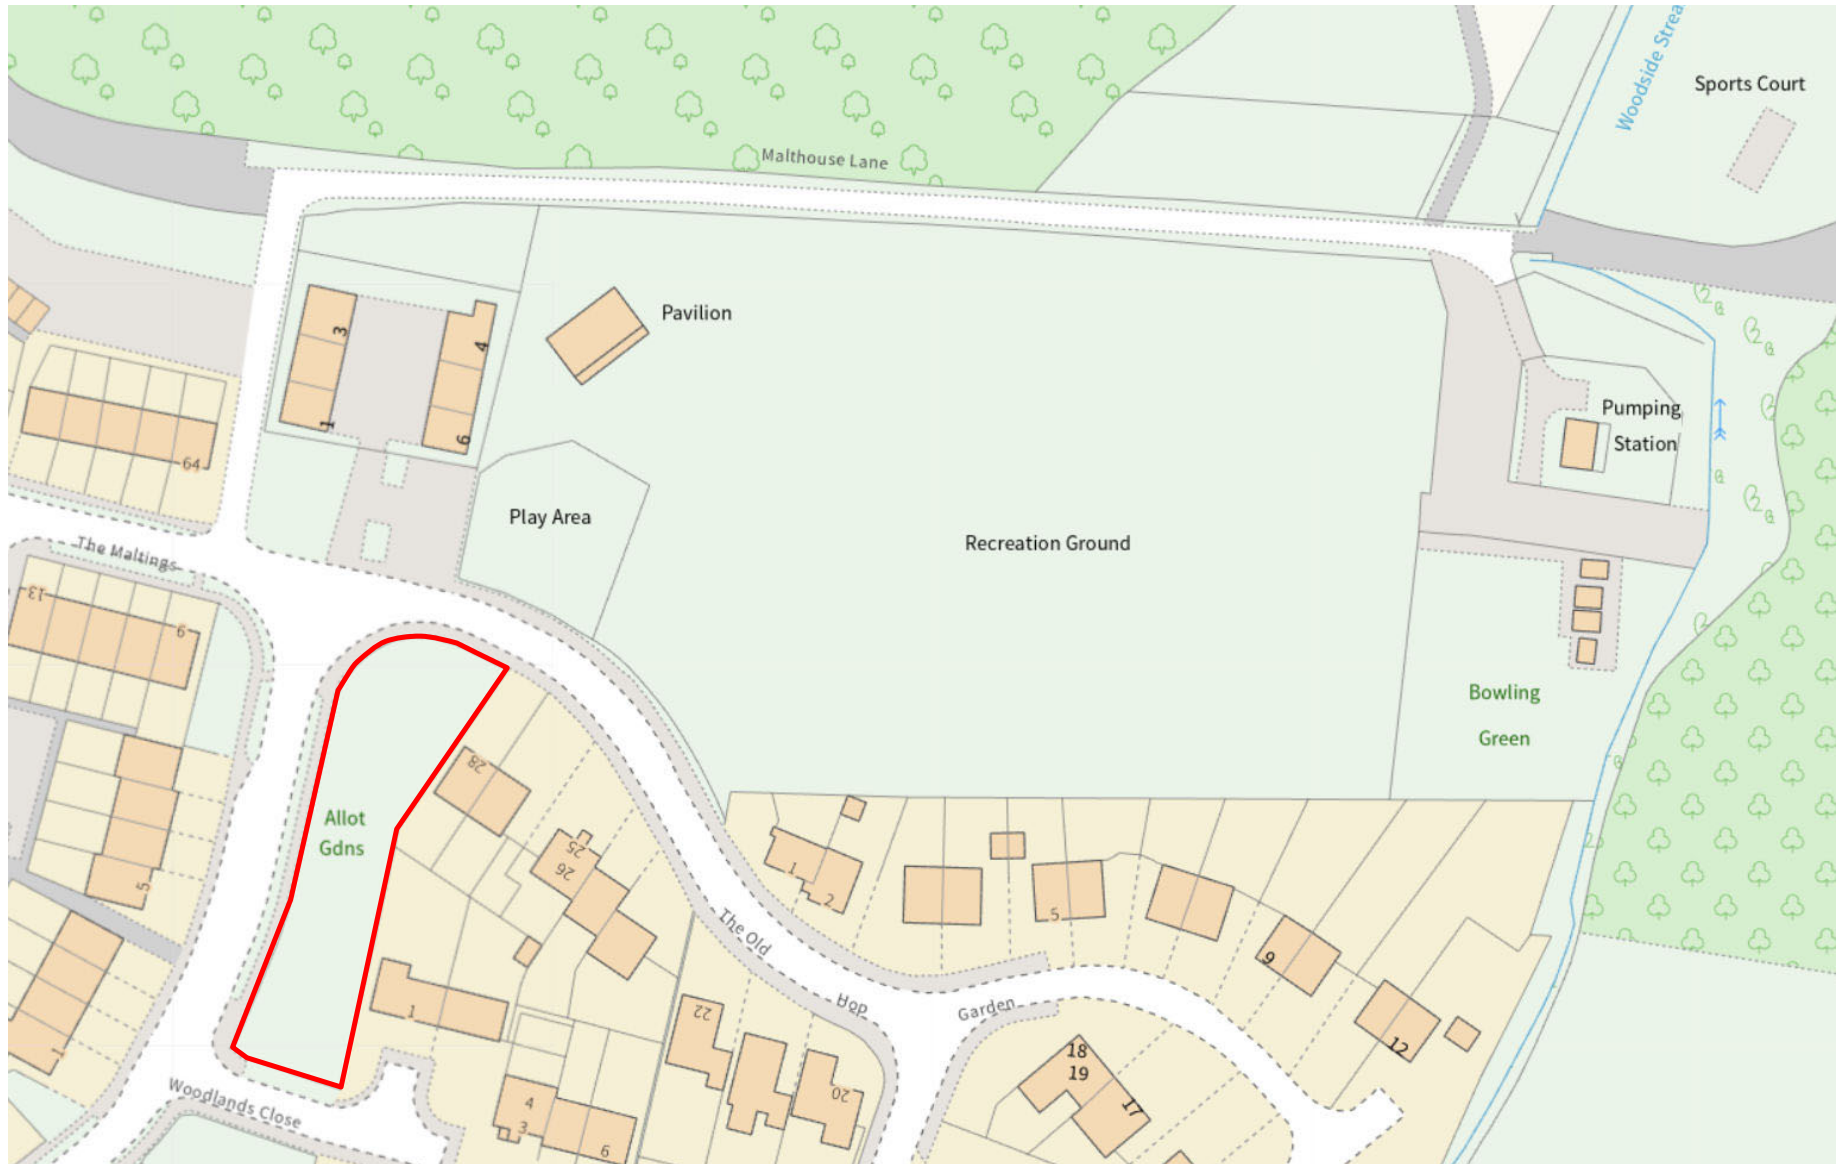 Woodside Strea
Sports Court
Malthouse Lane
Pavilion
3
4
1
6
Pumping
Station
64
Play Area
Recreation Ground
The Maltings
13
9
Bowling
Green
28
Allot
Gdns
25
26
5
1
2
5
The Old
Hop
Garden
9
12
1
22
1
18
19
17
20
4
3
6
Woodlands Close